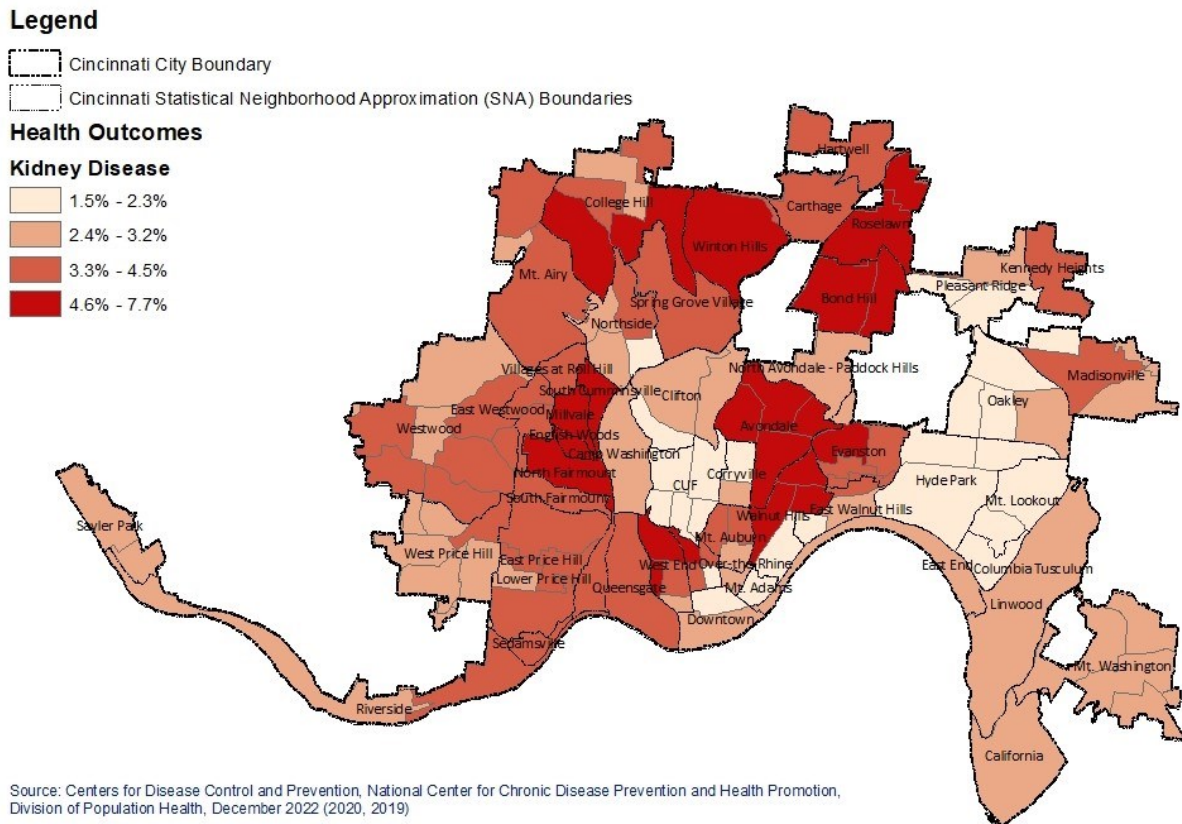 Legend
Cincinnati City Boundary
Cincinnati Statistical Neighborhood Approximation (SNA) Boundaries
Health Outcomes
Kidney Disease
1.5% - 2.3%
2.4% - 3.2%
3.3% - 4.5%
4.6% - 7.7%
Hartwell
College Hill
Carthage
Roselawn
Winton Hills
Mt. Airy
Kennedy Heights
Pleasant Ridge
Bond Hill
Spring Grove Village
Northside
Villages at Roll Hill
North Avondale - Paddock Hills
Madisonville
South Cumminsville
Clifton
Oakley
East Westwood
Millvale
Westwood
Avondale
English Woods
Camp Washington
Evanston
North Fairmount
Corryville
Hyde Park
CUF
South Fairmount
Mt. Lookout
East Walnut Hills
Walnut Hills
Sayler Park
Mt. Auburn
West Price Hill
East Price Hill
West End
Over-the-Rhine
East End
Columbia Tusculum
Lower Price Hill
Queensgate
Mt. Adams
Linwood
Downtown
Sedamsville
Mt. Washington
Riverside
California
Source: Centers for Disease Control and Prevention, National Center for Chronic Disease Prevention and Health Promotion,
Division of Population Health, December 2022 (2020, 2019)